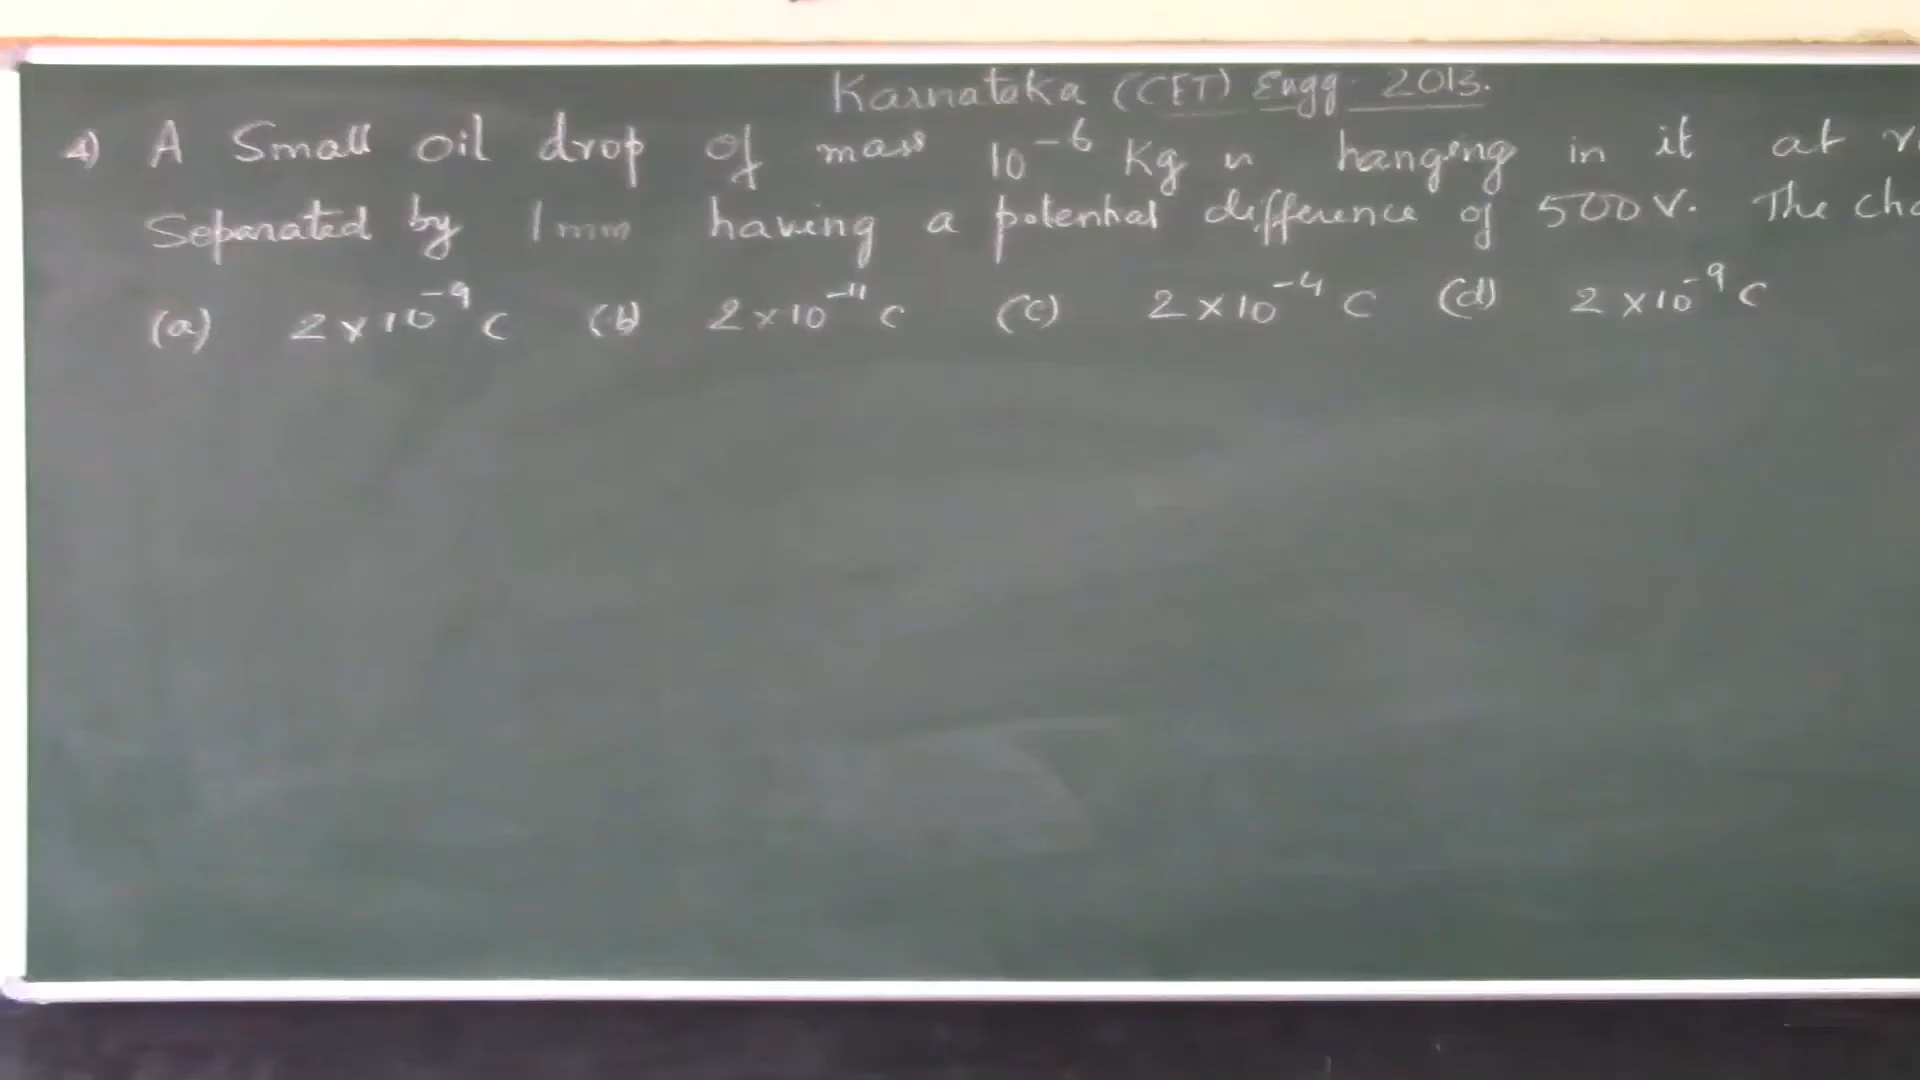 Karnataka (CET) Engg. 2013.
4) A Small oil drop of mass 10⁻⁶ Kg is hanging in it at
Separated by 1mm having a potential difference of 500 V. The
(a) 2×10⁻⁹ C (b) 2×10⁻¹¹ C (c) 2×10⁻⁴ C (d) 2×10⁻⁹ C